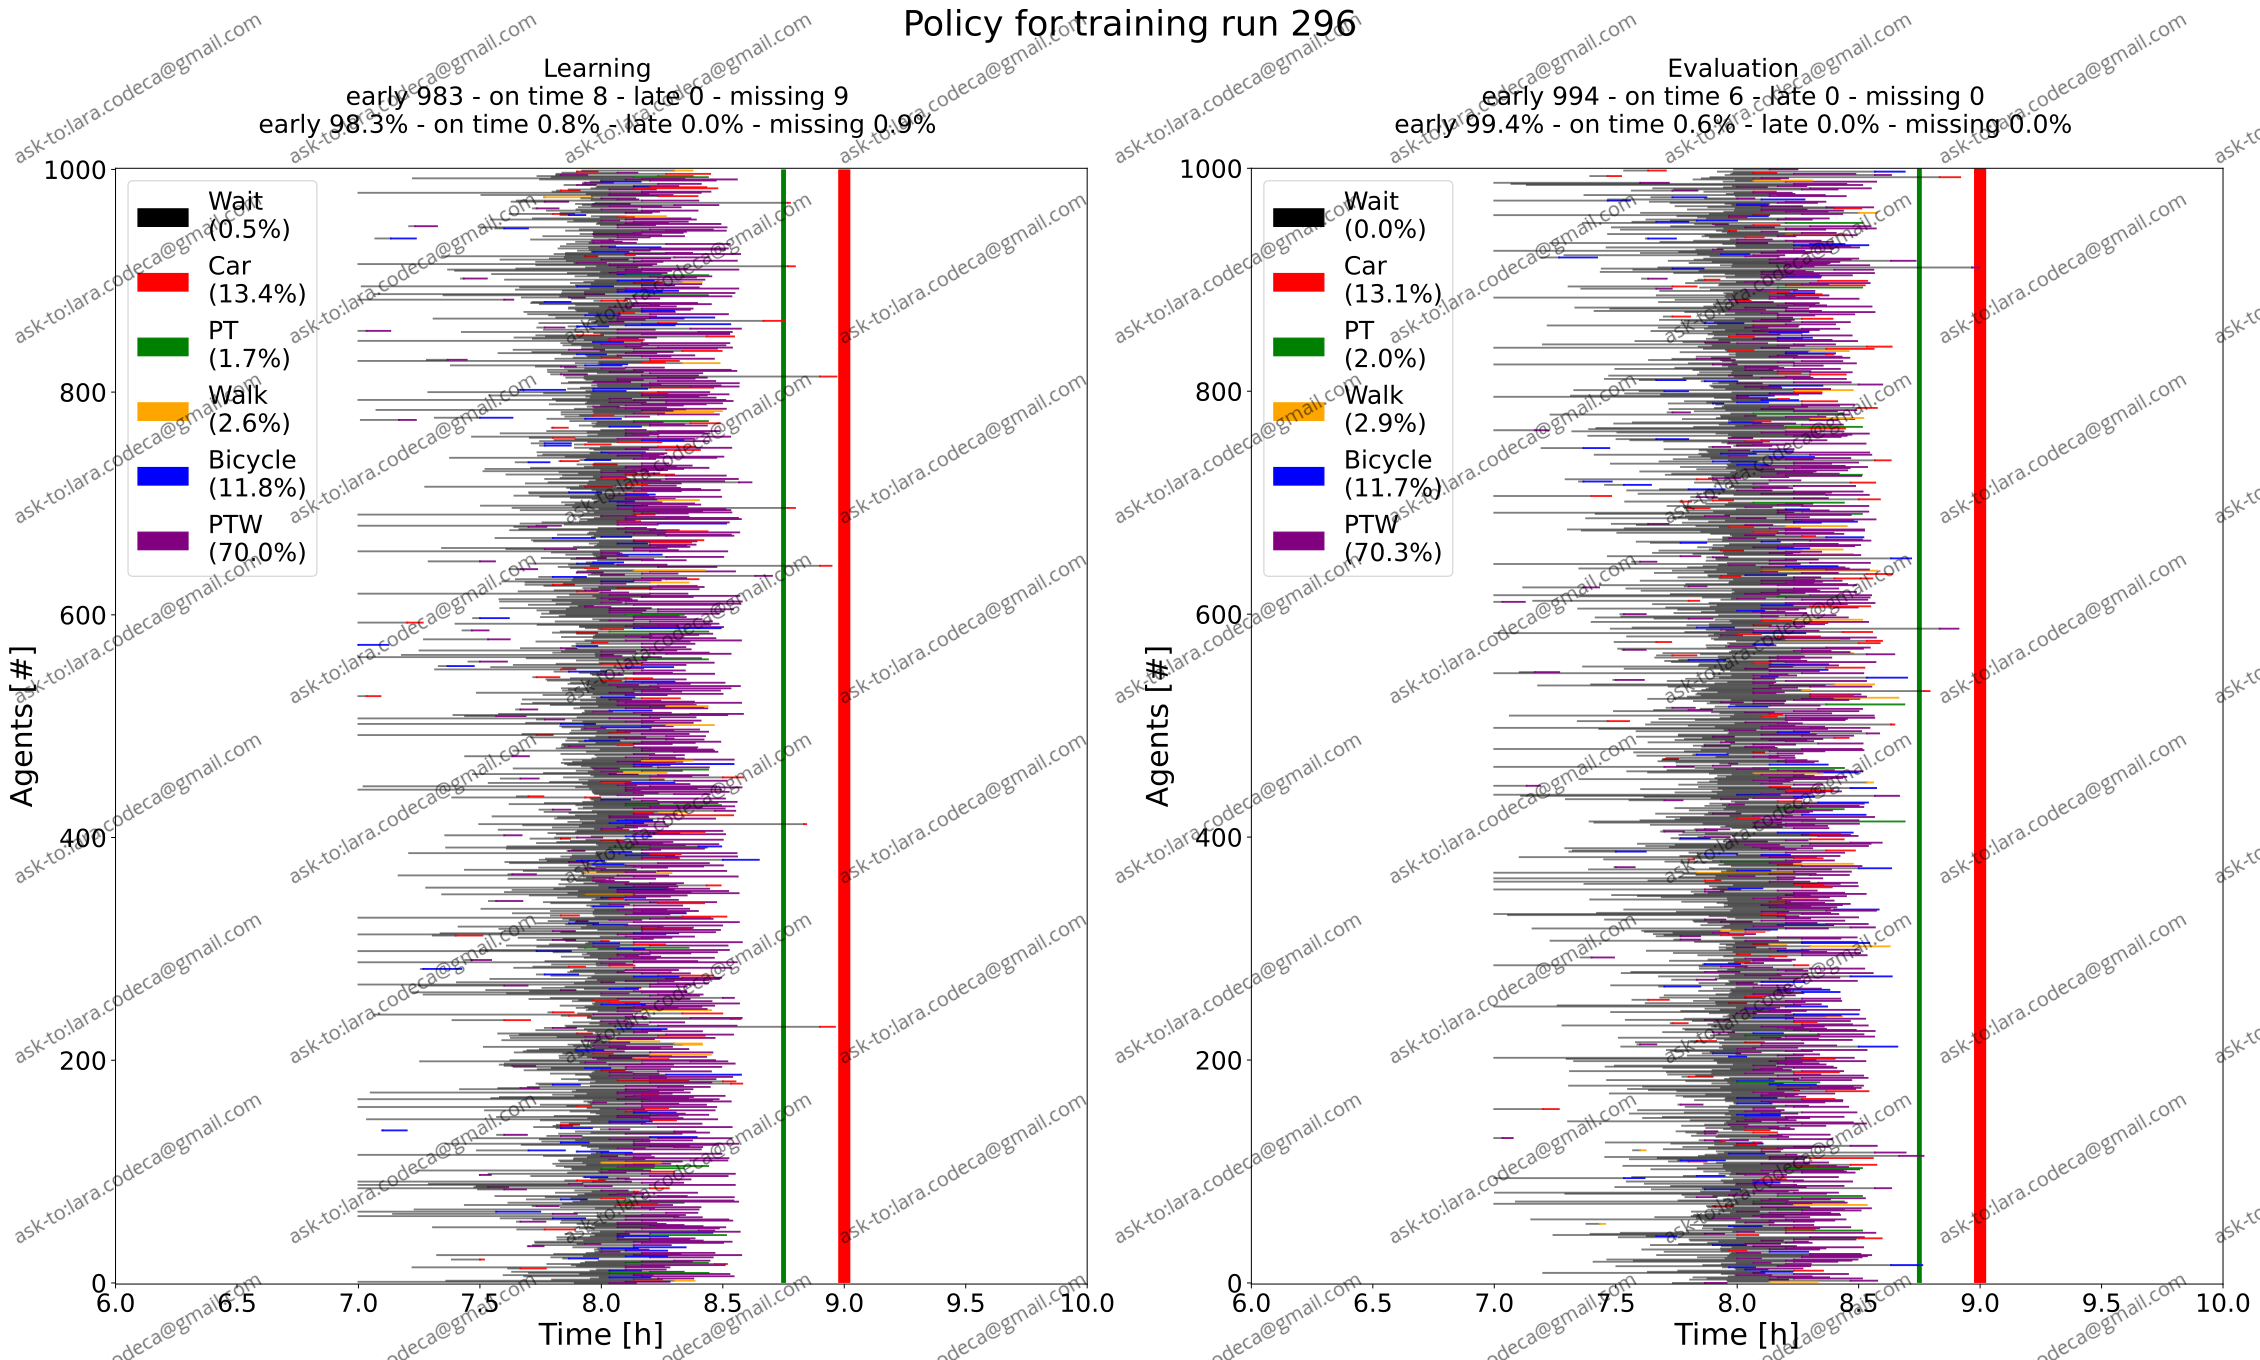 Policy for training run 296
Learning
early 983 - on time 8 - late 0 - missing 9
early 98.3% - on time 0.8% - late 0.0% - missing 0.9%
Wait
(0.5%)
Car
(13.4%)
PT
(1.7%)
Walk
(2.6%)
Bicycle
(11.8%)
PTW
(70.0%)
1000
800
600
400
200
0
Agents [#]
6.0 6.5 7.0 7.5 8.0 8.5 9.0 9.5 10.0
Time [h]
Evaluation
early 994 - on time 6 - late 0 - missing 0
early 99.4% - on time 0.6% - late 0.0% - missing 0.0%
Wait
(0.0%)
Car
(13.1%)
PT
(2.0%)
Walk
(2.9%)
Bicycle
(11.7%)
PTW
(70.3%)
1000
800
600
400
200
0
Agents [#]
6.0 6.5 7.0 7.5 8.0 8.5 9.0 9.5 10.0
Time [h]
ask-to:lara.codeca@gmail.com